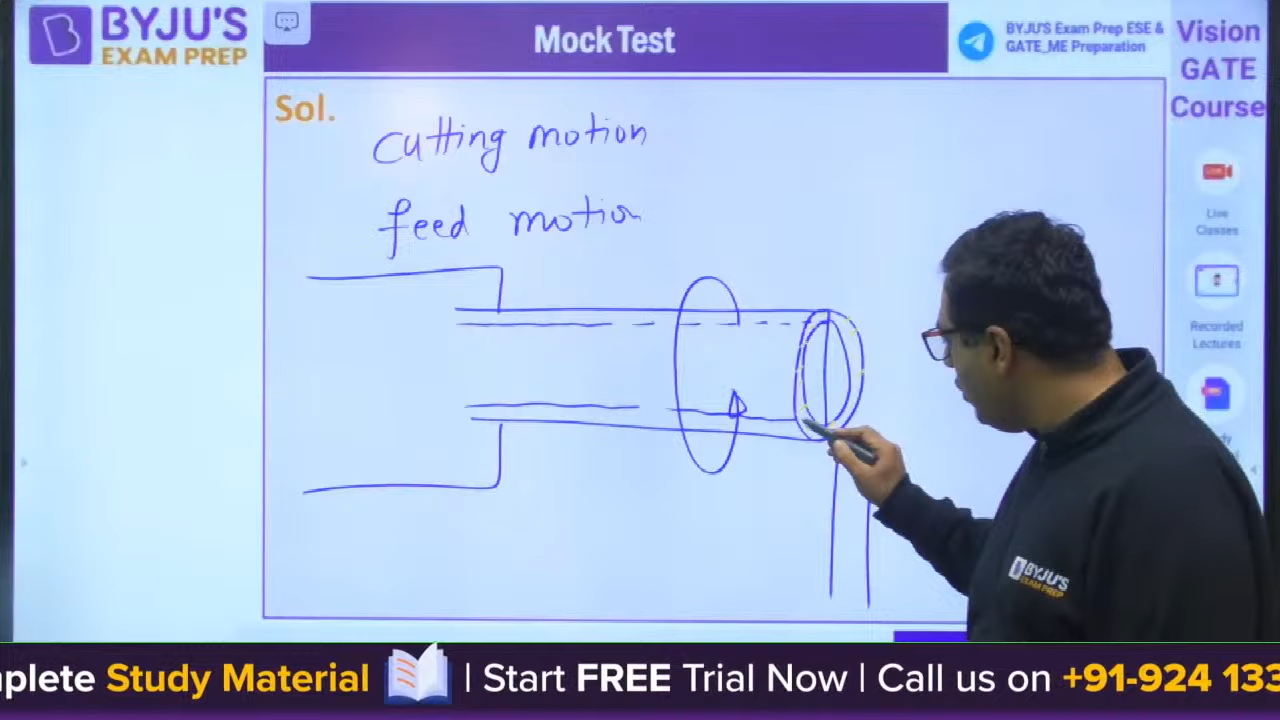 BYJU'S
EXAM PREP
Mock Test
BYJU'S Exam Prep ESE &
GATE_ME Preparation
Vision
GATE
Course
Sol.
cutting motion
feed motion
Live
Classes
Recorded
Lectures
BYJU'S
EXAM PREP
mplete Study Material | Start FREE Trial Now | Call us on +91-924 133